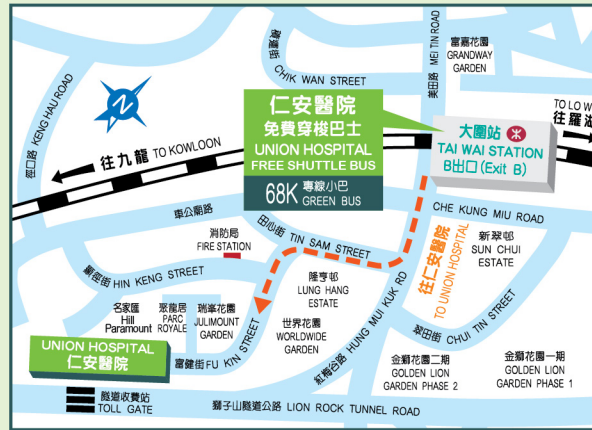 積運街
CHIK WAN STREET
美田路 MEI TIN ROAD
富嘉花園
GRANDWAY
GARDEN
徑口路 KENG HAU ROAD
N
往九龍 TO KOWLOON
仁安醫院
免費穿梭巴士
UNION HOSPITAL
FREE SHUTTLE BUS
68K 專線小巴
GREEN BUS
大圍站
TAI WAI STATION
B出口(Exit B)
TO LO W
往羅湖
車公廟路
CHE KUNG MIU ROAD
田心街 TIN SAM STREET
消防局
FIRE STATION
顯徑街 HIN KENG STREET
隆亨邨
LUNG HANG
ESTATE
紅梅谷路 HUNG MUI KUK RD
往仁安醫院
TO UNION HOSPITAL
新翠邨
SUN CHUI
ESTATE
翠田街 CHUI TIN STREET
名家匯
Hill
Paramount
聚龍居
PARC
ROYALE
瑞峯花園
JULIMOUNT
GARDEN
世界花園
WORLDWIDE
GARDEN
UNION HOSPITAL
仁安醫院
富健街 FU KIN STREET
金獅花園二期
GOLDEN LION
GARDEN PHASE 2
金獅花園一期
GOLDEN LION
GARDEN PHASE 1
隧道收費站
TOLL GATE
獅子山隧道公路 LION ROCK TUNNEL ROAD